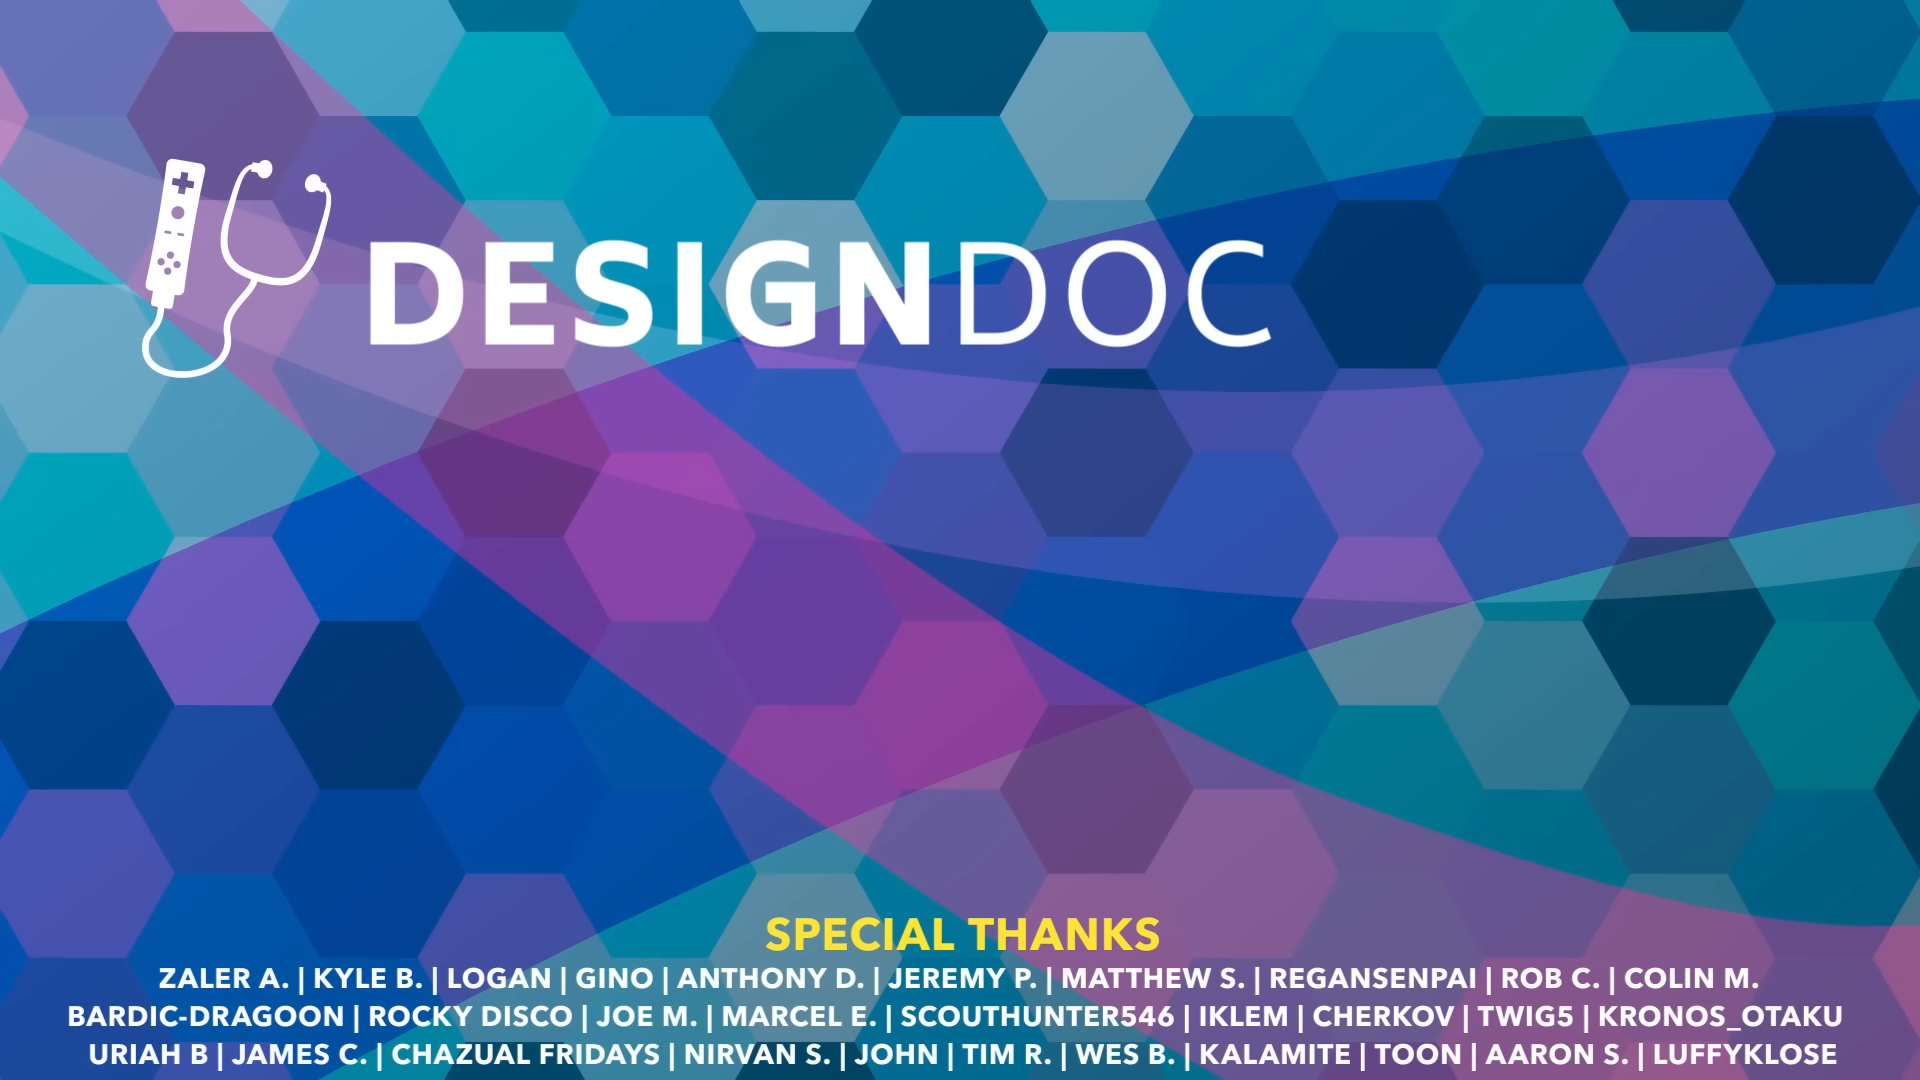 DESIGNDOC
SPECIAL THANKS
ZALER A. | KYLE B. | LOGAN | GINO | ANTHONY D. | JEREMY P. | MATTHEW S. | REGANSENPAI | ROB C. | COLIN M.
BARDIC-DRAGOON | ROCKY DISCO | JOE M. | MARCEL E. | SCOUTHUNTER546 | IKLEM | CHERKOV | TWIG5 | KRONOS_OTAKU
URIAH B | JAMES C. | CHAZUAL FRIDAYS | NIRVAN S. | JOHN | TIM R. | WES B. | KALAMITE | TOON | AARON S. | LUFFYKLOSE